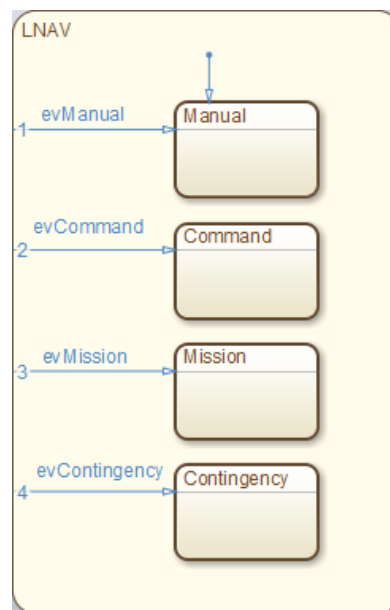 LNAV
evManual
1
Manual
evCommand
2
Command
evMission
3
Mission
evContingency
4
Contingency